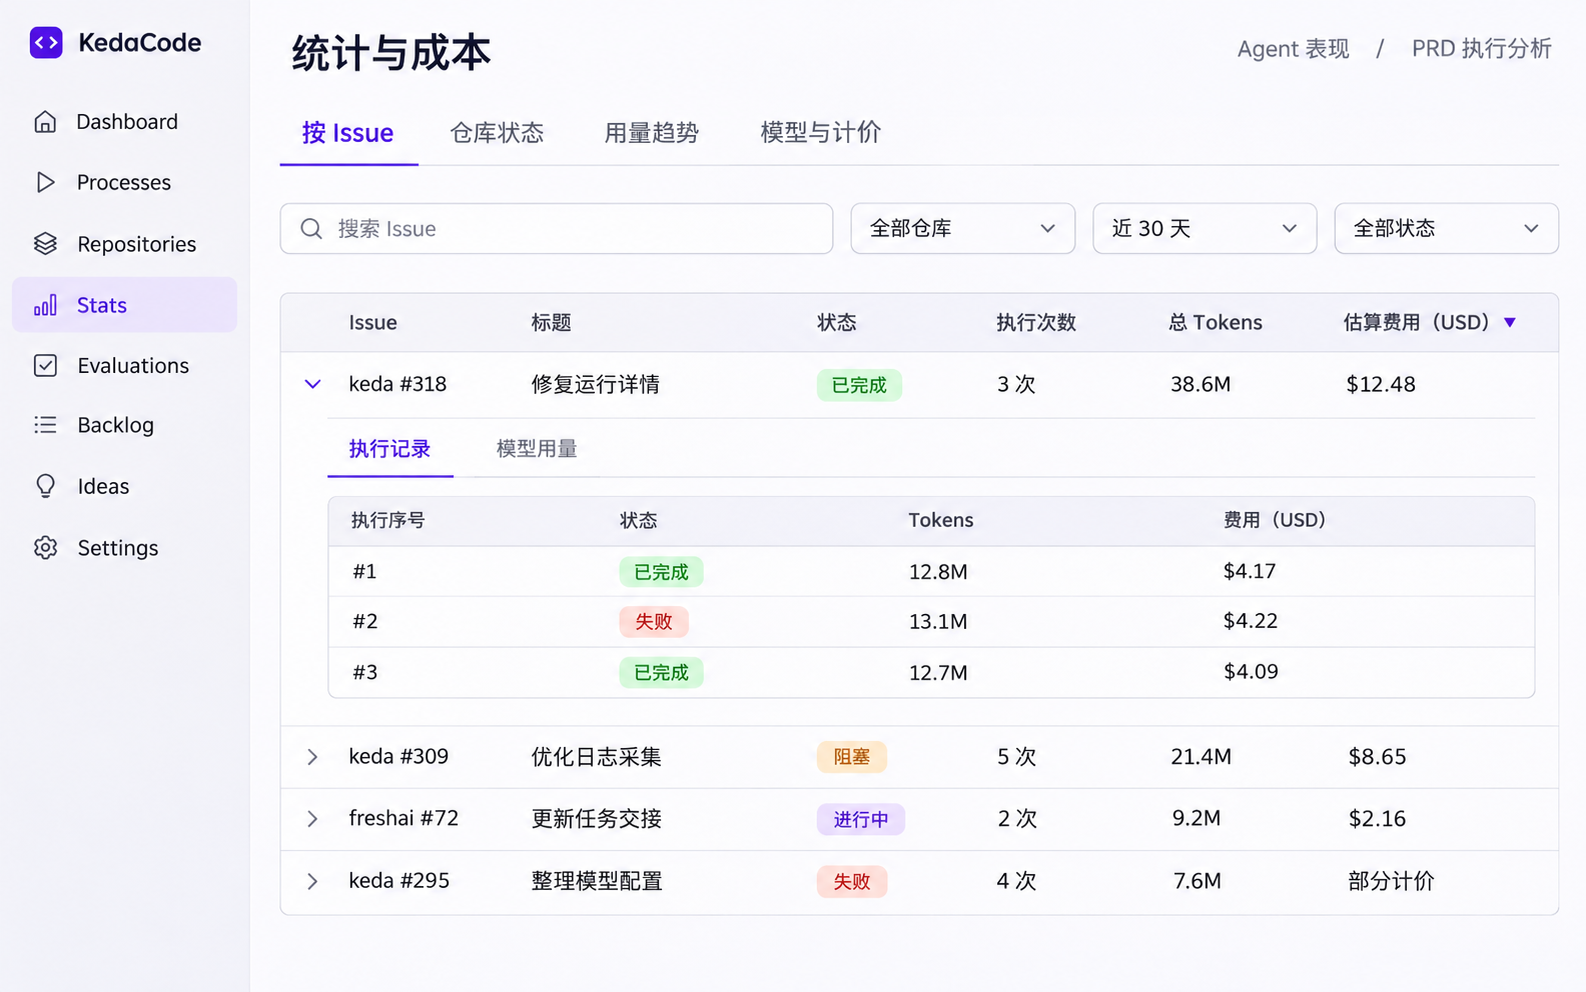 KedaCode
Dashboard
Processes
Repositories
Stats
Evaluations
Backlog
Ideas
Settings
统计与成本
Agent 表现 / PRD 执行分析
按 Issue 仓库状态 用量趋势 模型与计价
搜索 Issue 全部仓库 近 30 天 全部状态
Issue 标题 状态 执行次数 总 Tokens 估算费用（USD）
keda #318 修复运行详情 已完成 3 次 38.6M $12.48
执行记录 模型用量
执行序号 状态 Tokens 费用（USD）
#1 已完成 12.8M $4.17
#2 失败 13.1M $4.22
#3 已完成 12.7M $4.09
keda #309 优化日志采集 阻塞 5 次 21.4M $8.65
freshai #72 更新任务交接 进行中 2 次 9.2M $2.16
keda #295 整理模型配置 失败 4 次 7.6M 部分计价